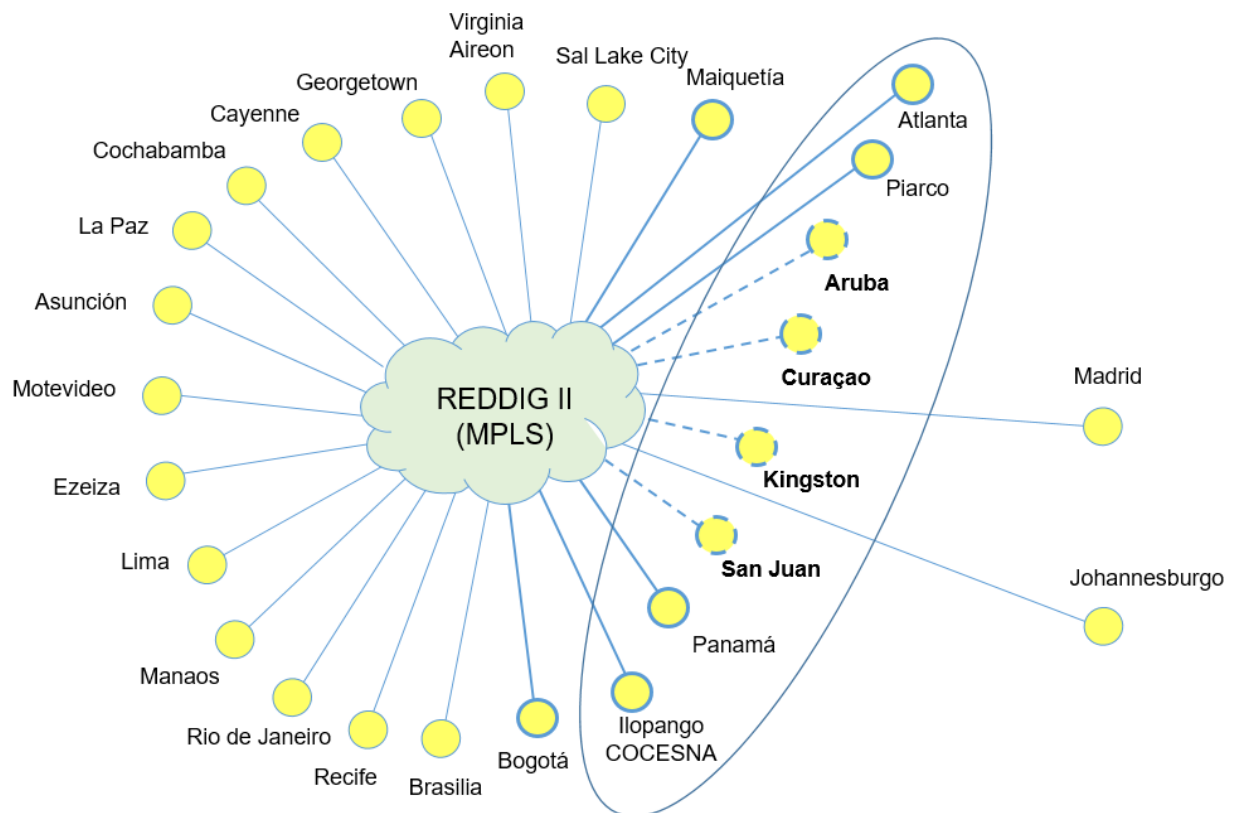 Virginia
Aireon
Sal Lake City
Maiquetía
Georgetown
Atlanta
Cayenne
Cochabamba
Piarco
La Paz
Aruba
Asunción
Curaçao
Madrid
Motevideo
REDDIG II
(MPLS)
Kingston
Ezeiza
San Juan
Lima
Johannesburgo
Panamá
Manaos
Ilopango
COCESNA
Rio de Janeiro
Bogotá
Recife
Brasilia